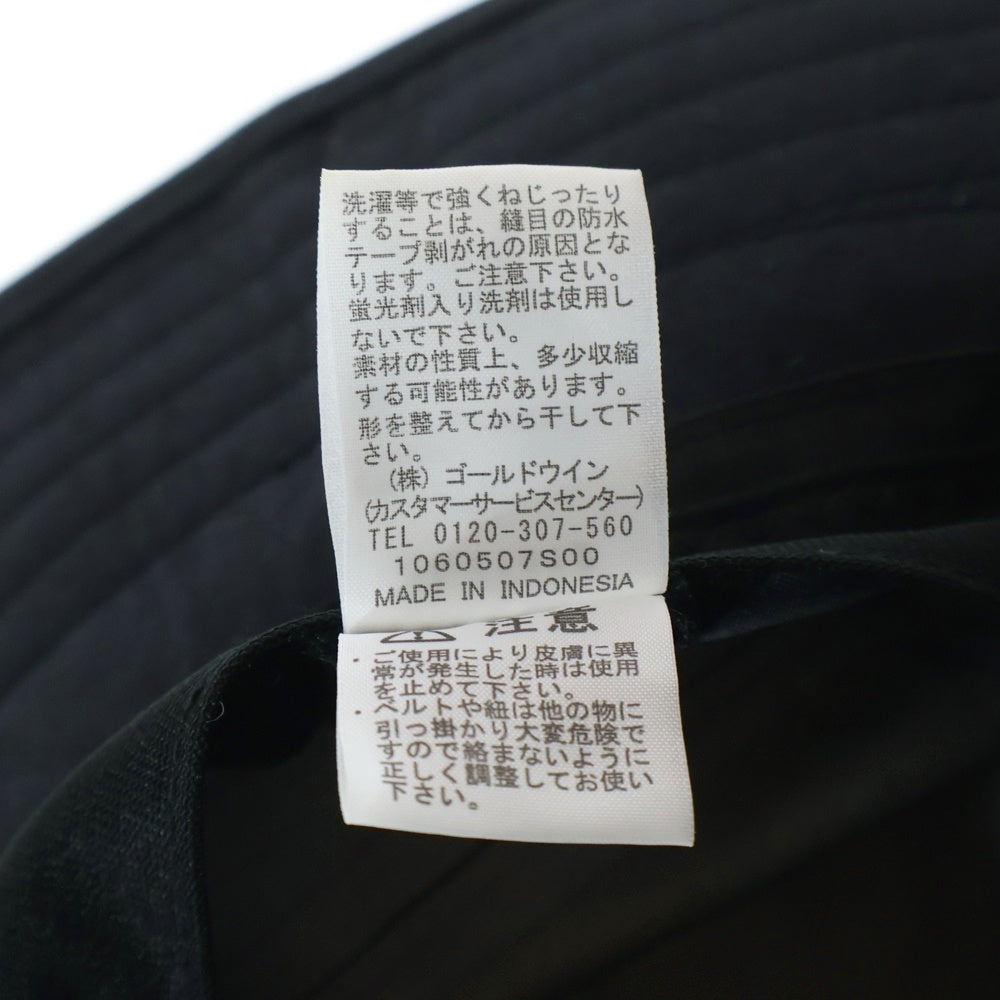 洗濯等で強くねじったり
することは、縫目の防水
テープ剥がれの原因とな
ります。ご注意下さい。
蛍光剤入り洗剤は使用し
ないで下さい。
素材の性質上、多少収縮
する可能性があります。
形を整えてから干して下
さい。
(株) ゴールドウイン
(カスタマーサービスセンター)
TEL 0120-307-560
1060507S00
MADE IN INDONESIA
注意
・ご使用により皮膚に異
常が発生した時は使用
を止めて下さい。
・ベルトや紐は他の物に
引っ掛かり大変危険で
すので絡まないように
正しく調整してお使い
下さい。